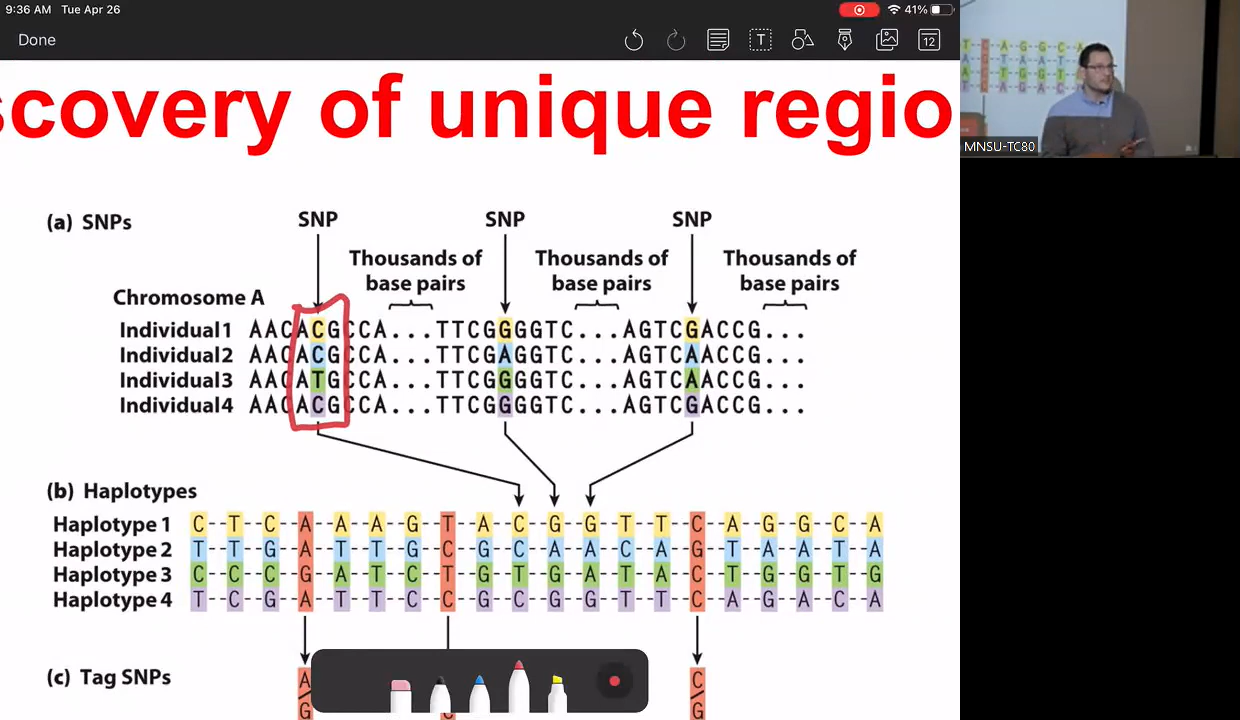 9:36 AM Tue Apr 26
41%
Done
T
12
scovery of unique regio
MNSU-TC80
(a) SNPs
SNP SNP SNP
Thousands of base pairs Thousands of base pairs Thousands of base pairs
Chromosome A
Individual 1 AACACGCCA...TTCGGGGTC...AGTCGACCG...
Individual 2 AACACGCCA...TTCGAGGTC...AGTCAACCG...
Individual 3 AACATGCCA...TTCGGGGTC...AGTCAACCG...
Individual 4 AACACGCCA...TTCGGGGTC...AGTCGACCG...
(b) Haplotypes
Haplotype 1 C--T--C--A--A--A--G--T--A--C--G--G--T--T--C--A--G--G--C--A
Haplotype 2 T--T--G--A--T--T--G--C--G--C--A--A--C--A--G--T--A--A--T--A
Haplotype 3 C--C--C--G--A--T--C--T--G--T--G--A--T--A--C--T--G--G--T--G
Haplotype 4 T--C--G--A--T--T--C--C--G--C--G--G--T--T--C--A--G--A--C--A
(c) Tag SNPs
A/G C/G